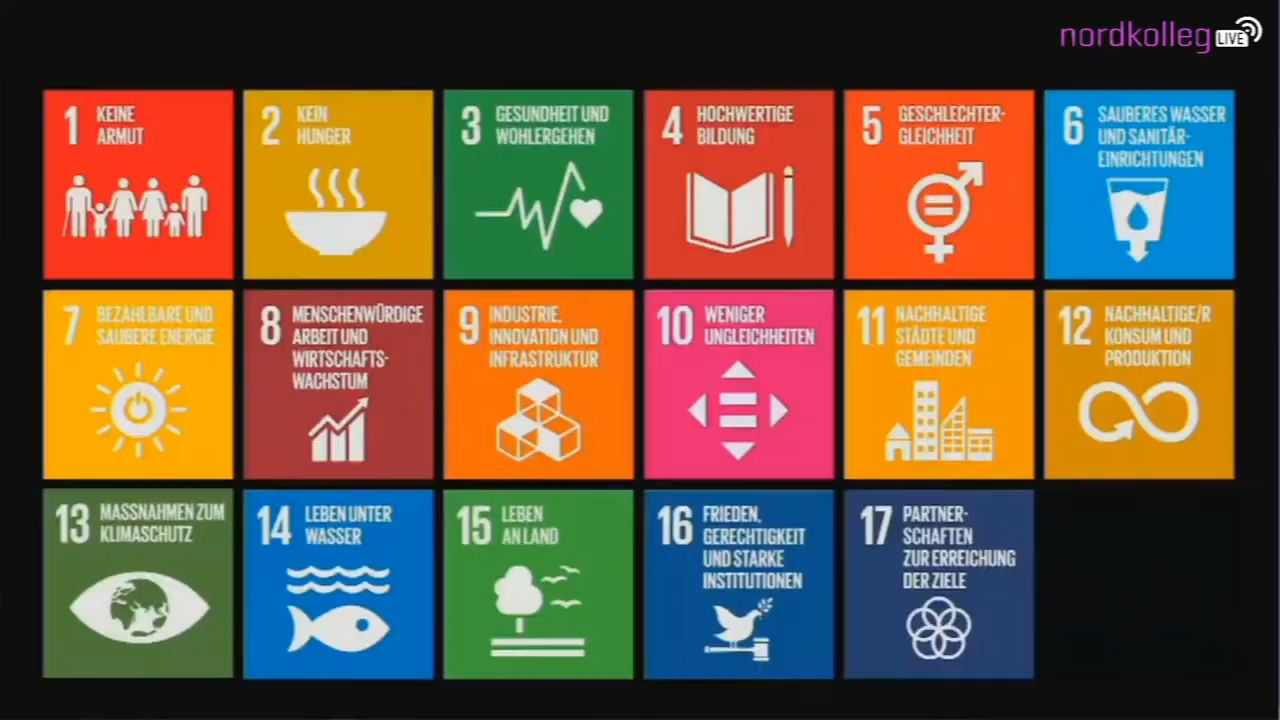 nordkolleg LIVE
1 KEINE
ARMUT
2 KEIN
HUNGER
3 GESUNDHEIT UND
WOHLERGEHEN
4 HOCHWERTIGE
BILDUNG
5 GESCHLECHTER-
GLEICHHEIT
6 SAUBERES WASSER
UND SANITÄR-
EINRICHTUNGEN
7 BEZAHLBARE UND
SAUBERE ENERGIE
8 MENSCHENWÜRDIGE
ARBEIT UND
WIRTSCHAFTS-
WACHSTUM
9 INDUSTRIE,
INNOVATION UND
INFRASTRUKTUR
10 WENIGER
UNGLEICHHEITEN
11 NACHHALTIGE
STÄDTE UND
GEMEINDEN
12 NACHHALTIGE/R
KONSUM UND
PRODUKTION
13 MASSNAHMEN ZUM
KLIMASCHUTZ
14 LEBEN UNTER
WASSER
15 LEBEN
AN LAND
16 FRIEDEN,
GERECHTIGKEIT
UND STARKE
INSTITUTIONEN
17 PARTNER-
SCHAFTEN
ZUR ERREICHUNG
DER ZIELE